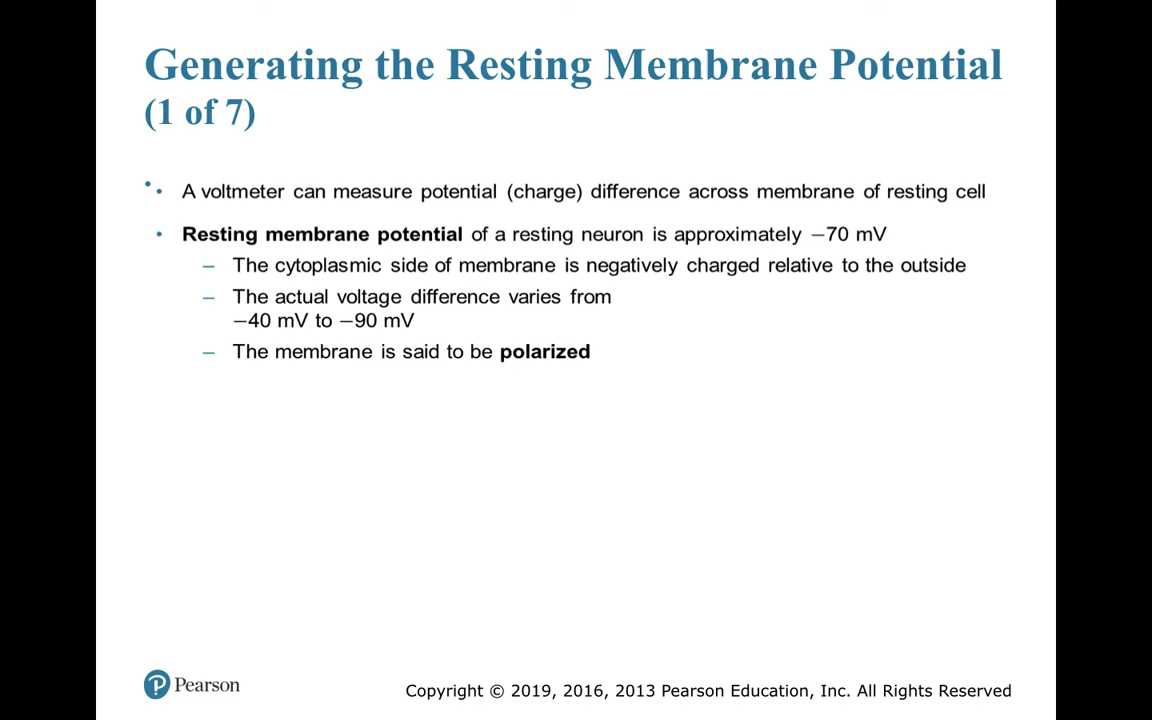 Generating the Resting Membrane Potential
(1 of 7)
• • A voltmeter can measure potential (charge) difference across membrane of resting cell
• Resting membrane potential of a resting neuron is approximately −70 mV
– The cytoplasmic side of membrane is negatively charged relative to the outside
– The actual voltage difference varies from
−40 mV to −90 mV
– The membrane is said to be polarized
Pearson
Copyright © 2019, 2016, 2013 Pearson Education, Inc. All Rights Reserved